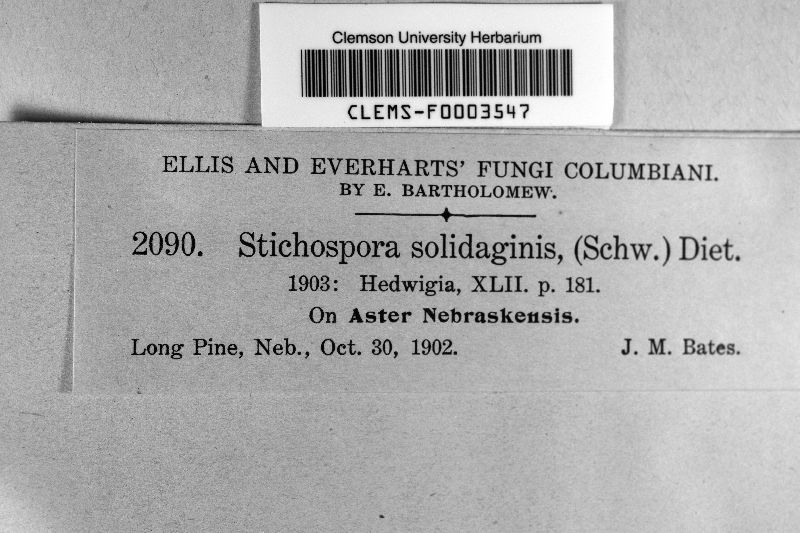 Clemson University Herbarium
CLEMS-F0003547
ELLIS AND EVERHARTS' FUNGI COLUMBIANI.
BY E. BARTHOLOMEW.
2090. Stichospora solidaginis, (Schw.) Diet.
1903: Hedwigia, XLII. p. 181.
On Aster Nebraskensis.
Long Pine, Neb., Oct. 30, 1902. J. M. Bates.